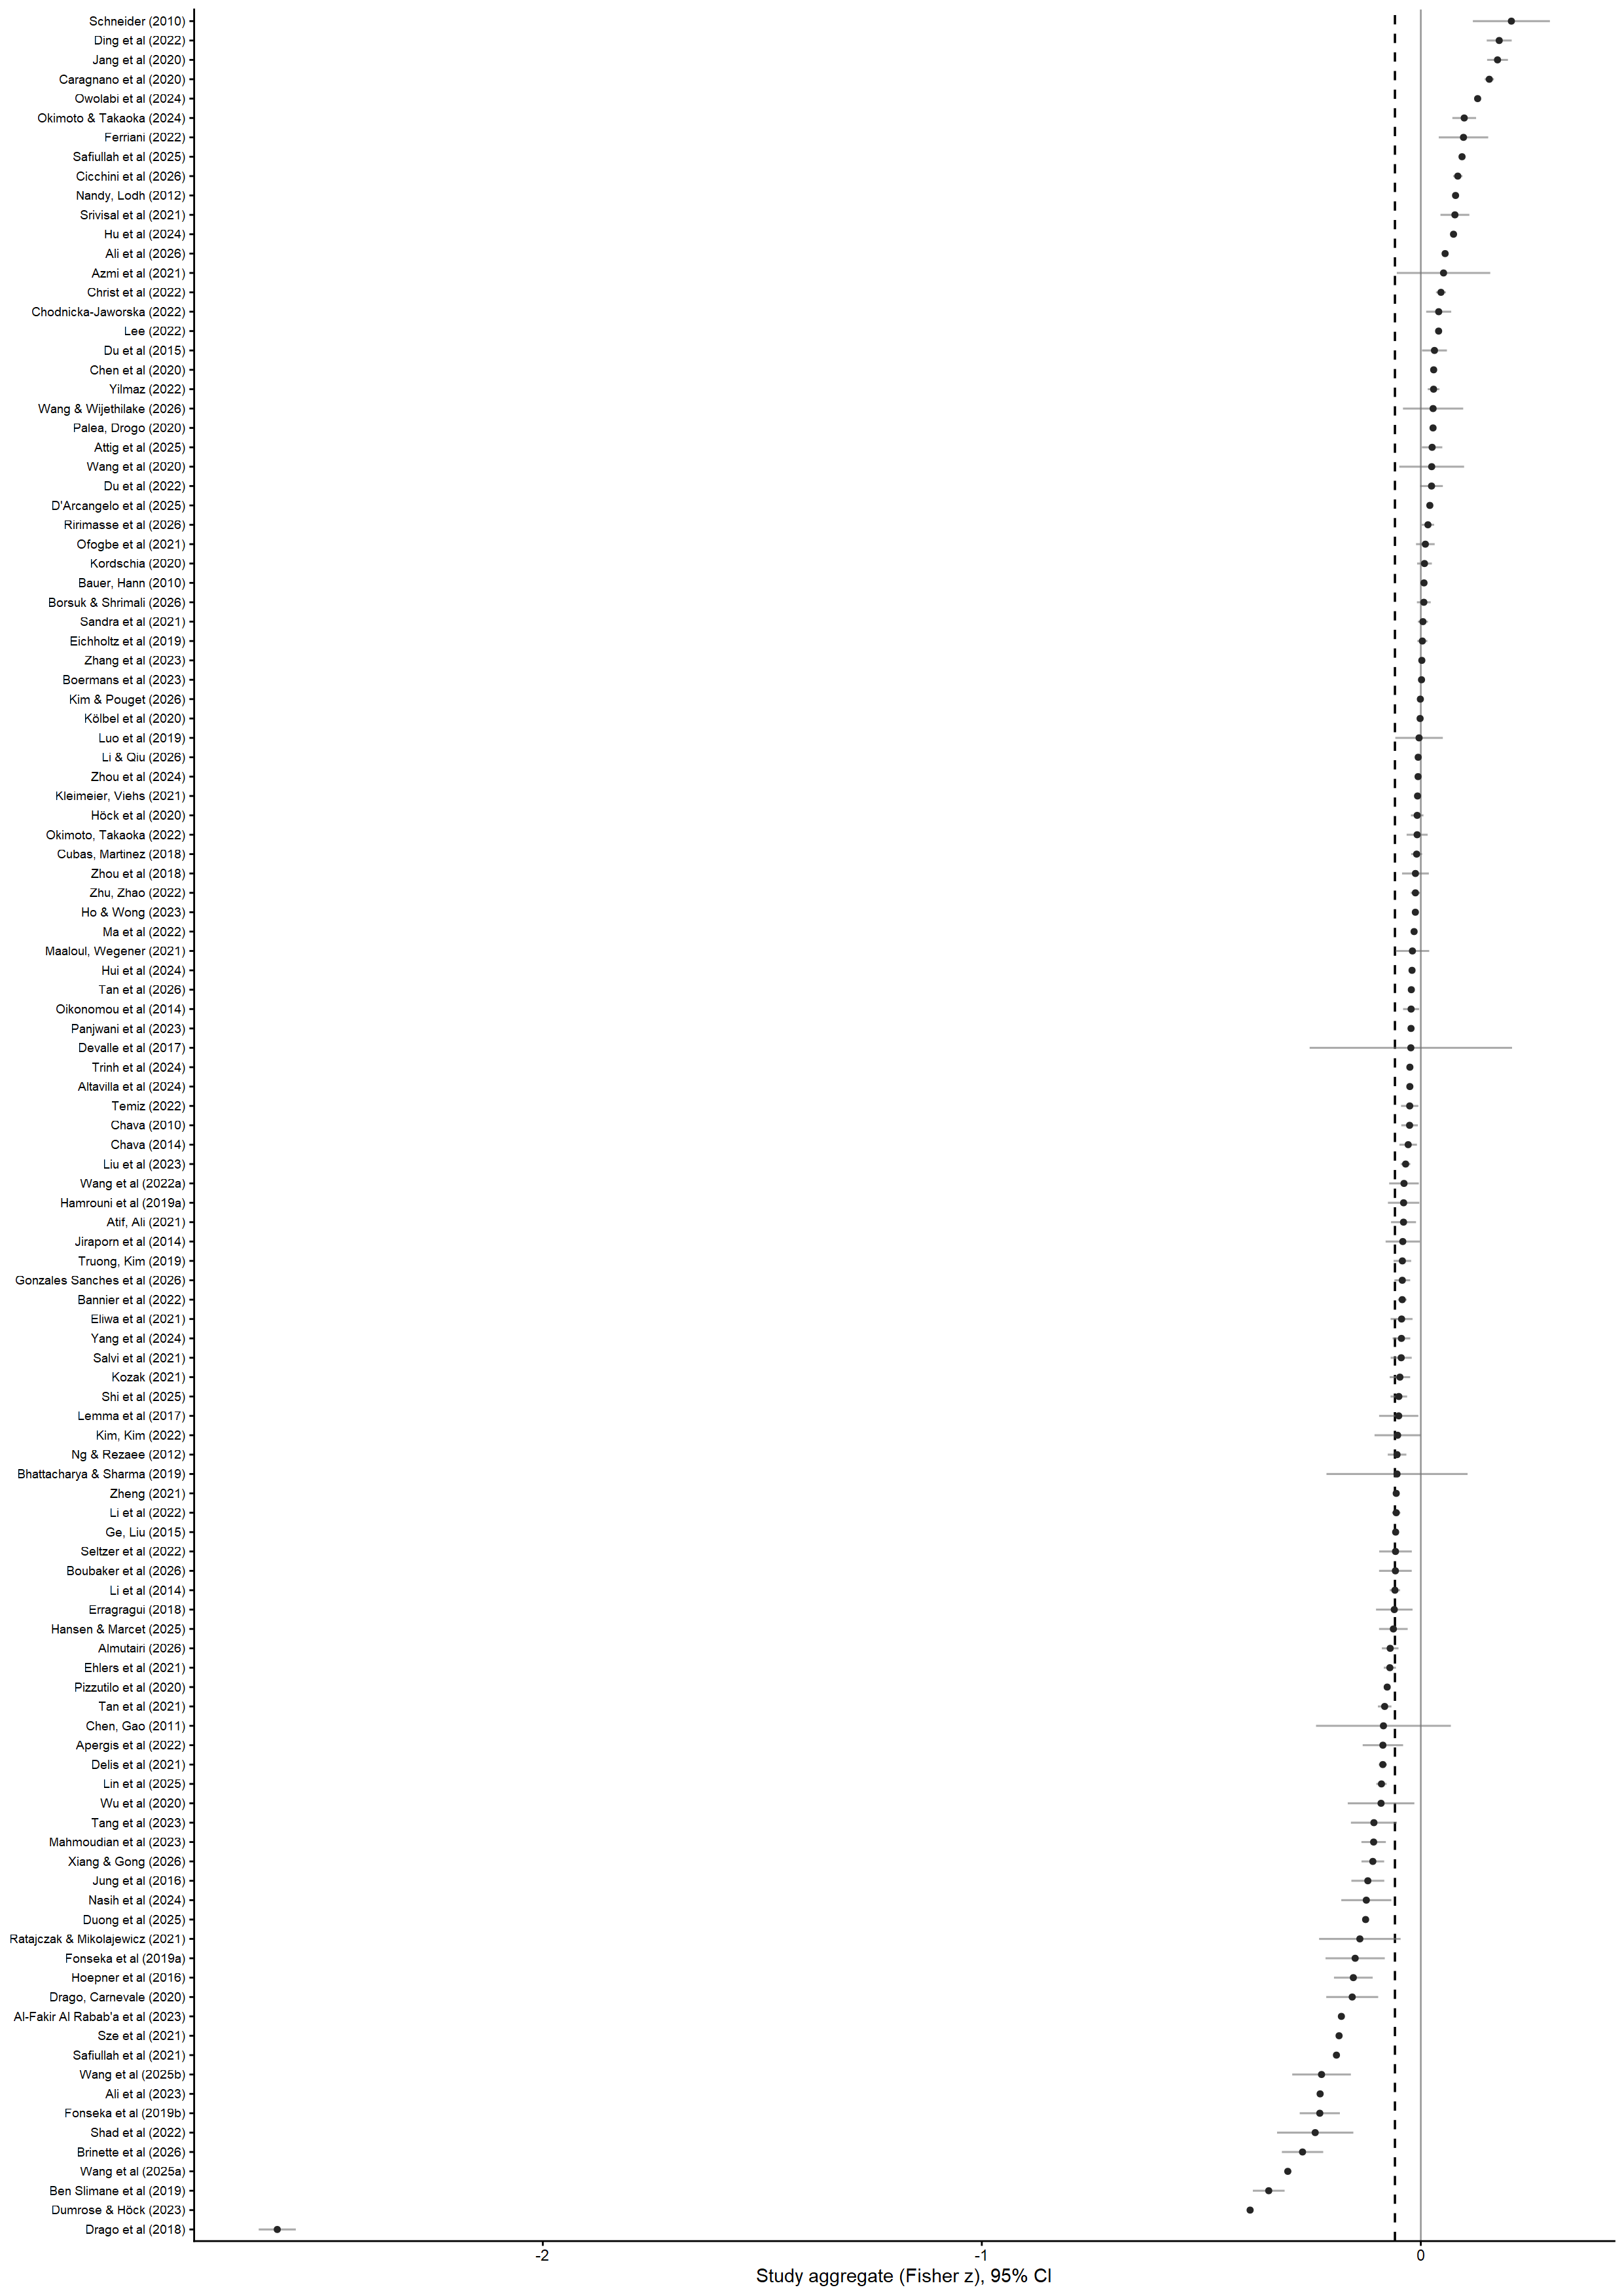 Schneider (2010)
Ding et al (2022)
Jang et al (2020)
Caragnano et al (2020)
Owolabi et al (2024)
Okimoto & Takaoka (2024)
Ferriani (2022)
Safiullah et al (2025)
Cicchini et al (2026)
Nandy, Lodh (2012)
Srivisal et al (2021)
Hu et al (2024)
Ali et al (2026)
Azmi et al (2021)
Christ et al (2022)
Chodnicka-Jaworska (2022)
Lee (2022)
Du et al (2015)
Chen et al (2020)
Yilmaz (2022)
Wang & Wijethilake (2026)
Palea, Drogo (2020)
Attig et al (2025)
Wang et al (2020)
Du et al (2022)
D'Arcangelo et al (2025)
Ririmasse et al (2026)
Ofogbe et al (2021)
Kordschia (2020)
Bauer, Hann (2010)
Borsuk & Shrimali (2026)
Sandra et al (2021)
Eichholtz et al (2019)
Zhang et al (2023)
Boermans et al (2023)
Kim & Pouget (2026)
Kölbel et al (2020)
Luo et al (2019)
Li & Qiu (2026)
Zhou et al (2024)
Kleimeier, Viehs (2021)
Höck et al (2020)
Okimoto, Takaoka (2022)
Cubas, Martinez (2018)
Zhou et al (2018)
Zhu, Zhao (2022)
Ho & Wong (2023)
Ma et al (2022)
Maaloul, Wegener (2021)
Hui et al (2024)
Tan et al (2026)
Oikonomou et al (2014)
Panjwani et al (2023)
Devalle et al (2017)
Trinh et al (2024)
Altavilla et al (2024)
Temiz (2022)
Chava (2010)
Chava (2014)
Liu et al (2023)
Wang et al (2022a)
Hamrouni et al (2019a)
Atif, Ali (2021)
Jiraporn et al (2014)
Truong, Kim (2019)
Gonzales Sanches et al (2026)
Bannier et al (2022)
Eliwa et al (2021)
Yang et al (2024)
Salvi et al (2021)
Kozak (2021)
Shi et al (2025)
Lemma et al (2017)
Kim, Kim (2022)
Ng & Rezaee (2012)
Bhattacharya & Sharma (2019)
Zheng (2021)
Li et al (2022)
Ge, Liu (2015)
Seltzer et al (2022)
Boubaker et al (2026)
Li et al (2014)
Erragragui (2018)
Hansen & Marcet (2025)
Almutairi (2026)
Ehlers et al (2021)
Pizzutilo et al (2020)
Tan et al (2021)
Chen, Gao (2011)
Apergis et al (2022)
Delis et al (2021)
Lin et al (2025)
Wu et al (2020)
Tang et al (2023)
Mahmoudian et al (2023)
Xiang & Gong (2026)
Jung et al (2016)
Nasih et al (2024)
Duong et al (2025)
Ratajczak & Mikolajewicz (2021)
Fonseka et al (2019a)
Hoepner et al (2016)
Drago, Carnevale (2020)
Al-Fakir Al Rabab'a et al (2023)
Sze et al (2021)
Safiullah et al (2021)
Wang et al (2025b)
Ali et al (2023)
Fonseka et al (2019b)
Shad et al (2022)
Brinette et al (2026)
Wang et al (2025a)
Ben Slimane et al (2019)
Dumrose & Höck (2023)
Drago et al (2018)
-2 -1 0
Study aggregate (Fisher z), 95% CI